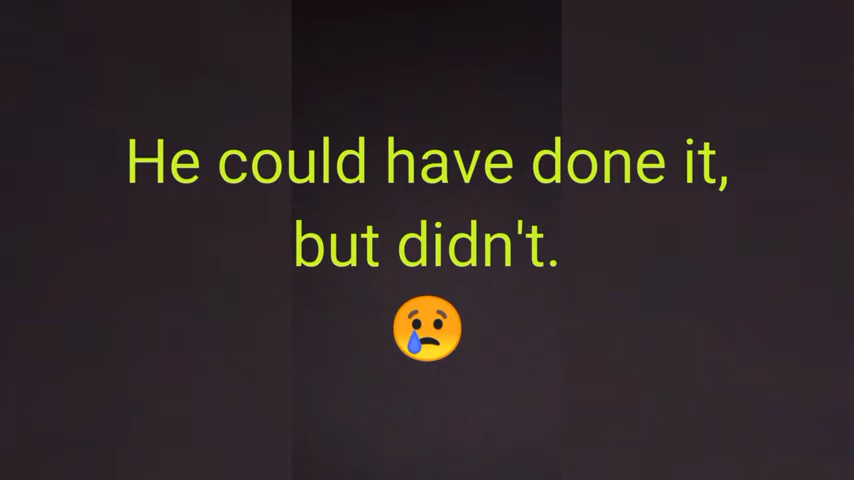 He could have done it,
but didn't.
😢